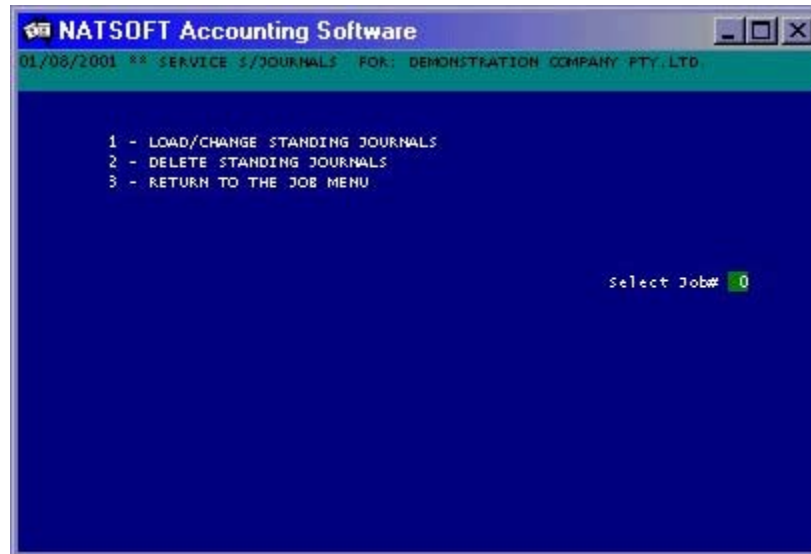 NATSOFT Accounting Software
01/08/2001 ** SERVICE S/JOURNALS FOR: DEMONSTRATION COMPANY PTY.LTD.
1 - LOAD/CHANGE STANDING JOURNALS
2 - DELETE STANDING JOURNALS
3 - RETURN TO THE JOB MENU
Select Job# 0